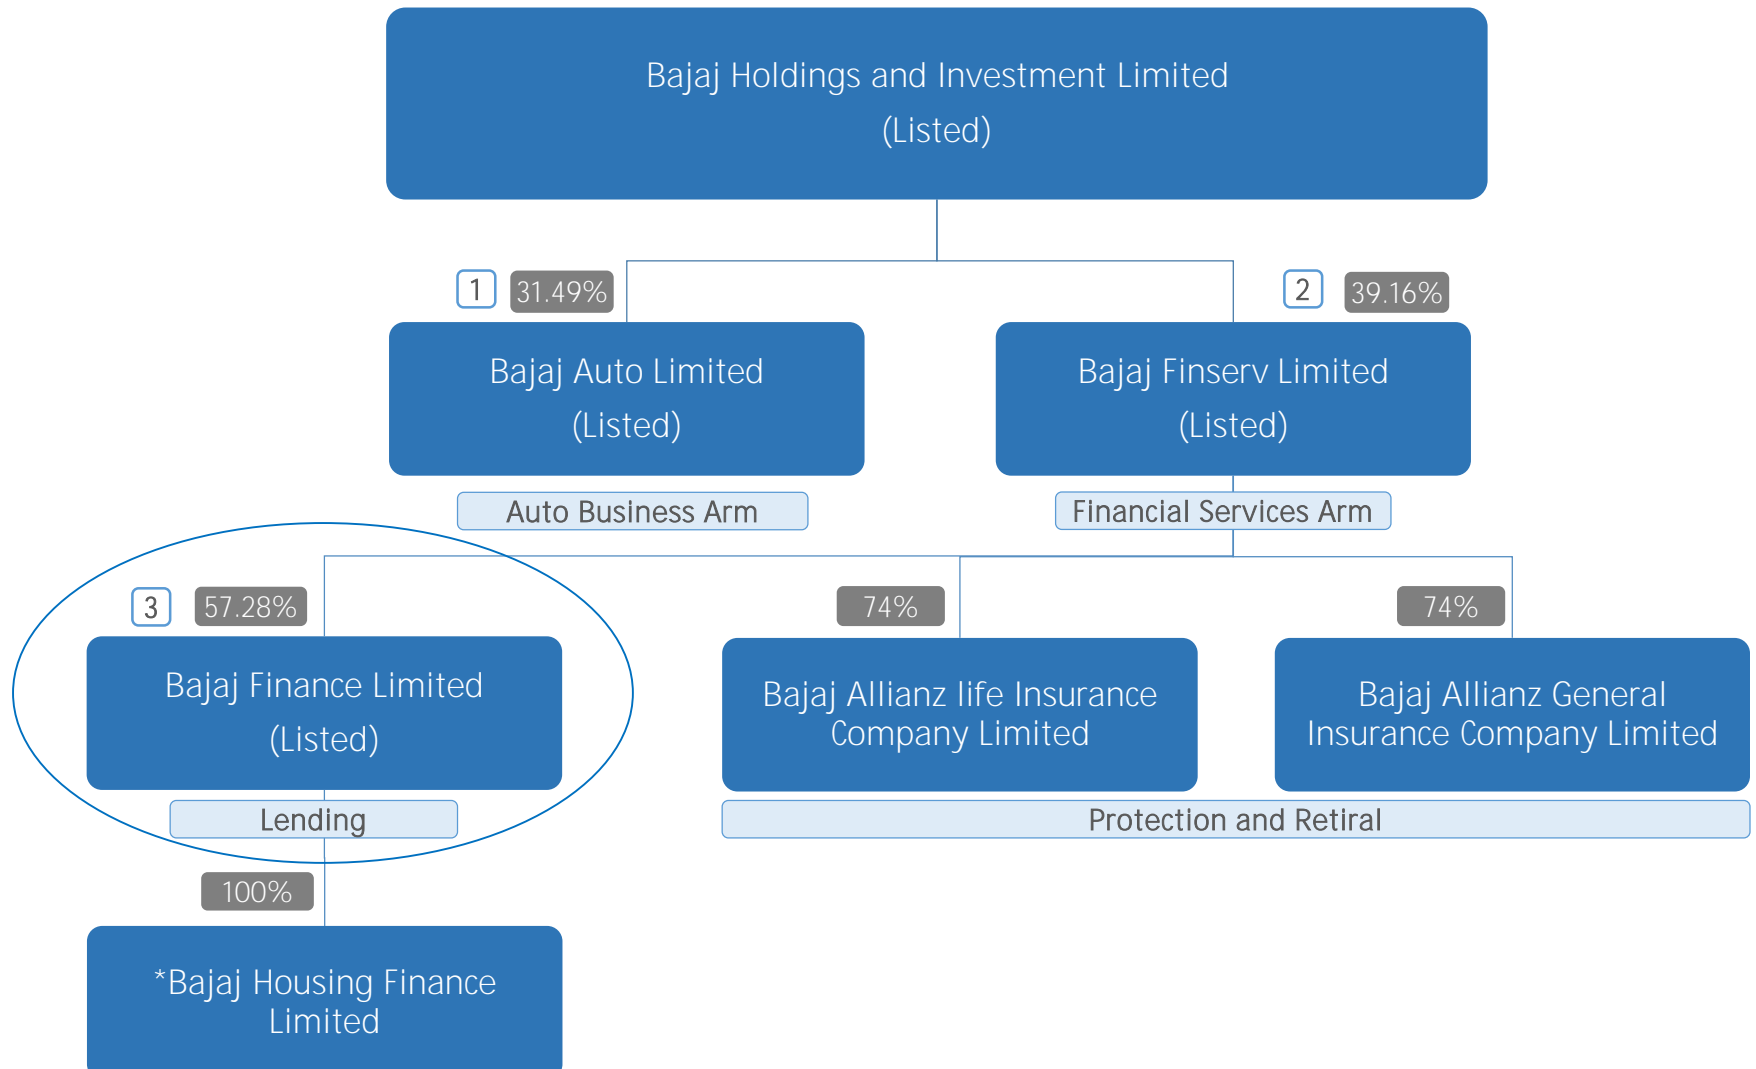 Bajaj Holdings and Investment Limited
(Listed)
1 31.49%
2 39.16%
Bajaj Auto Limited
(Listed)
Bajaj Finserv Limited
(Listed)
Auto Business Arm
Financial Services Arm
3 57.28%
74%
74%
Bajaj Finance Limited
(Listed)
Bajaj Allianz life Insurance
Company Limited
Bajaj Allianz General
Insurance Company Limited
Lending
Protection and Retiral
100%
*Bajaj Housing Finance
Limited